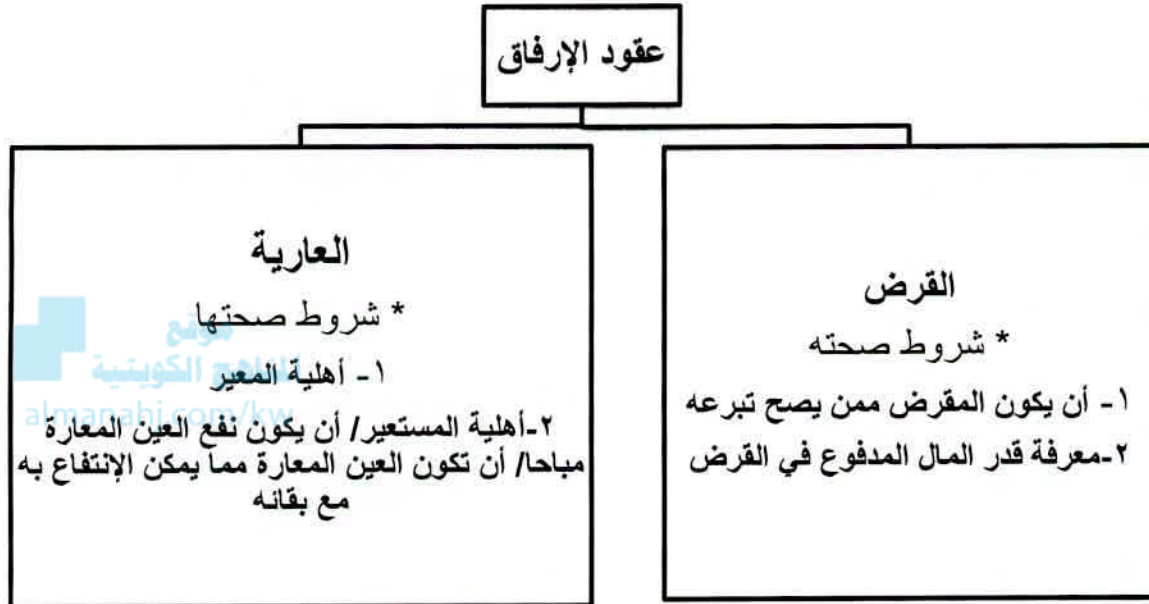 عقود الإرفاق
القرض
* شروط صحته
١- أن يكون المقرض ممن يصح تبرعه
٢-معرفة قدر المال المدفوع في القرض
العارية
* شروط صحتها
١- أهلية المعير
٢-أهلية المستعير/ أن يكون نفع العين المعارة
مباحا/ أن تكون العين المعارة مما يمكن الإنتفاع به
مع بقائه
موقع
المناهج الكويتية
almanahj.com/kw